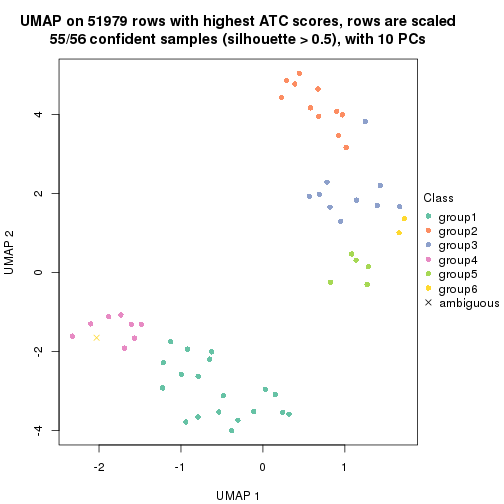 UMAP on 51979 rows with highest ATC scores, rows are scaled
55/56 confident samples (silhouette > 0.5), with 10 PCs
4
2
0
-2
-4
UMAP 2
-2
-1
0
1
UMAP 1
Class
group1
group2
group3
group4
group5
group6
ambiguous